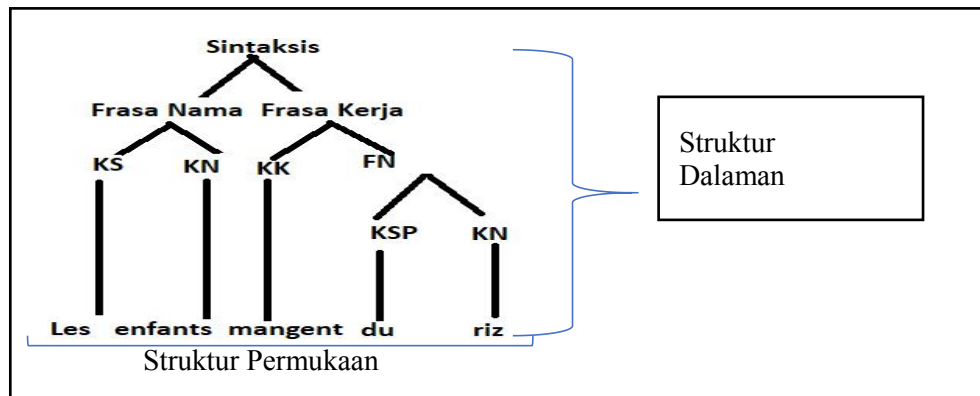 Sintaksis
Frasa Nama Frasa Kerja
KS KN KK FN
KSP KN
Les enfants mangent du riz
Struktur Permukaan
Struktur
Dalaman